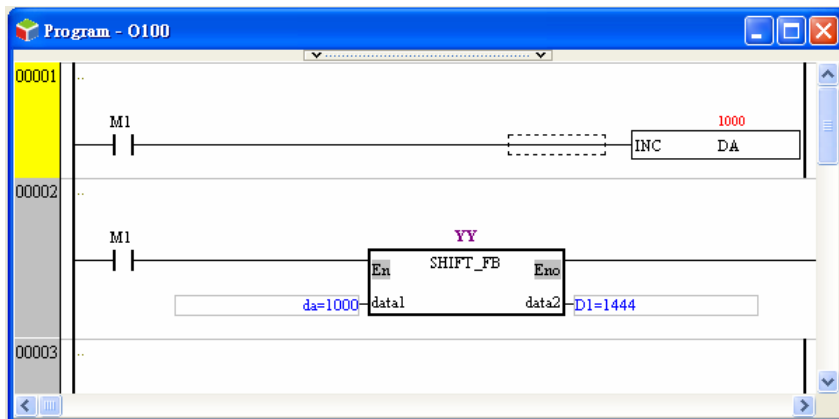 Program - O100
00001
M1
1000
INC DA
00002
M1
YY
En SHIFT_FB Eno
da=1000 data1 data2 D1=1444
00003